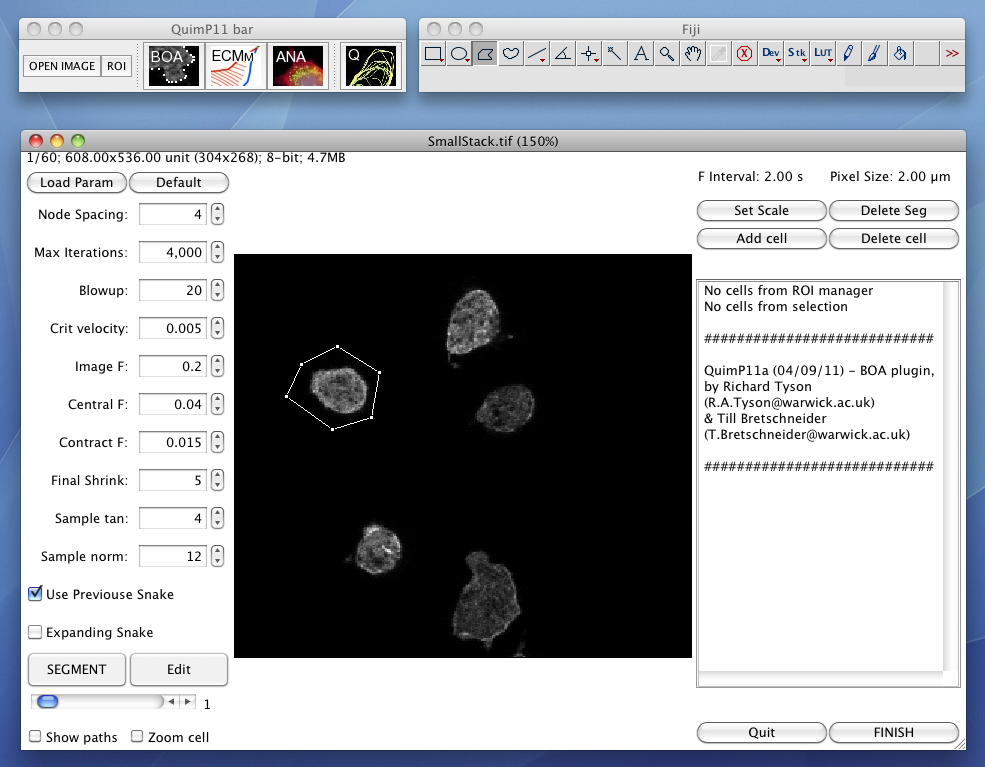 QuimP11 bar
OPEN IMAGE ROI BOA ECMM ANA Q
Fiji
A Dev Stk LUT >>
SmallStack.tif (150%)
1/60; 608.00x536.00 unit (304x268); 8-bit; 4.7MB
Load Param Default
Node Spacing: 4
Max Iterations: 4,000
Blowup: 20
Crit velocity: 0.005
Image F: 0.2
Central F: 0.04
Contract F: 0.015
Final Shrink: 5
Sample tan: 4
Sample norm: 12
Use Previouse Snake
Expanding Snake
SEGMENT Edit
1
Show paths Zoom cell
F Interval: 2.00 s Pixel Size: 2.00 µm
Set Scale Delete Seg
Add cell Delete cell
No cells from ROI manager
No cells from selection
############################
QuimP11a (04/09/11) - BOA plugin,
by Richard Tyson
(R.A.Tyson@warwick.ac.uk)
& Till Bretschneider
(T.Bretschneider@warwick.ac.uk)
############################
Quit FINISH